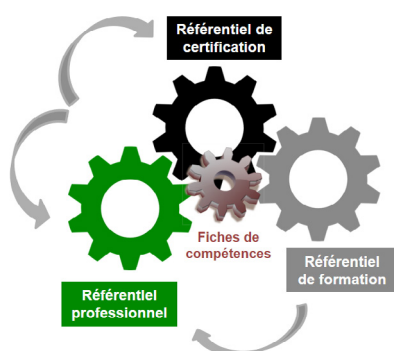 Référentiel de
certification
Fiches de
compétences
Référentiel
de formation
Référentiel
professionnel